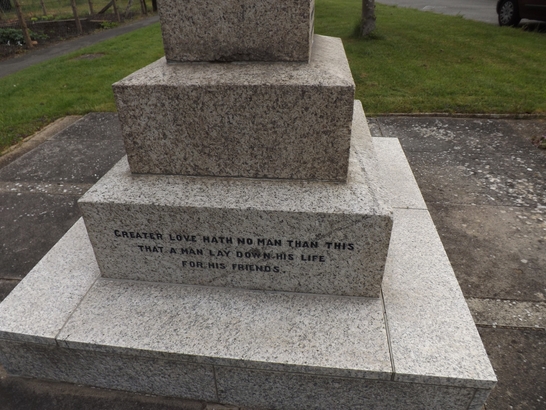 GREATER LOVE HATH NO MAN THAN THIS
THAT A MAN LAY DOWN HIS LIFE
FOR HIS FRIENDS.